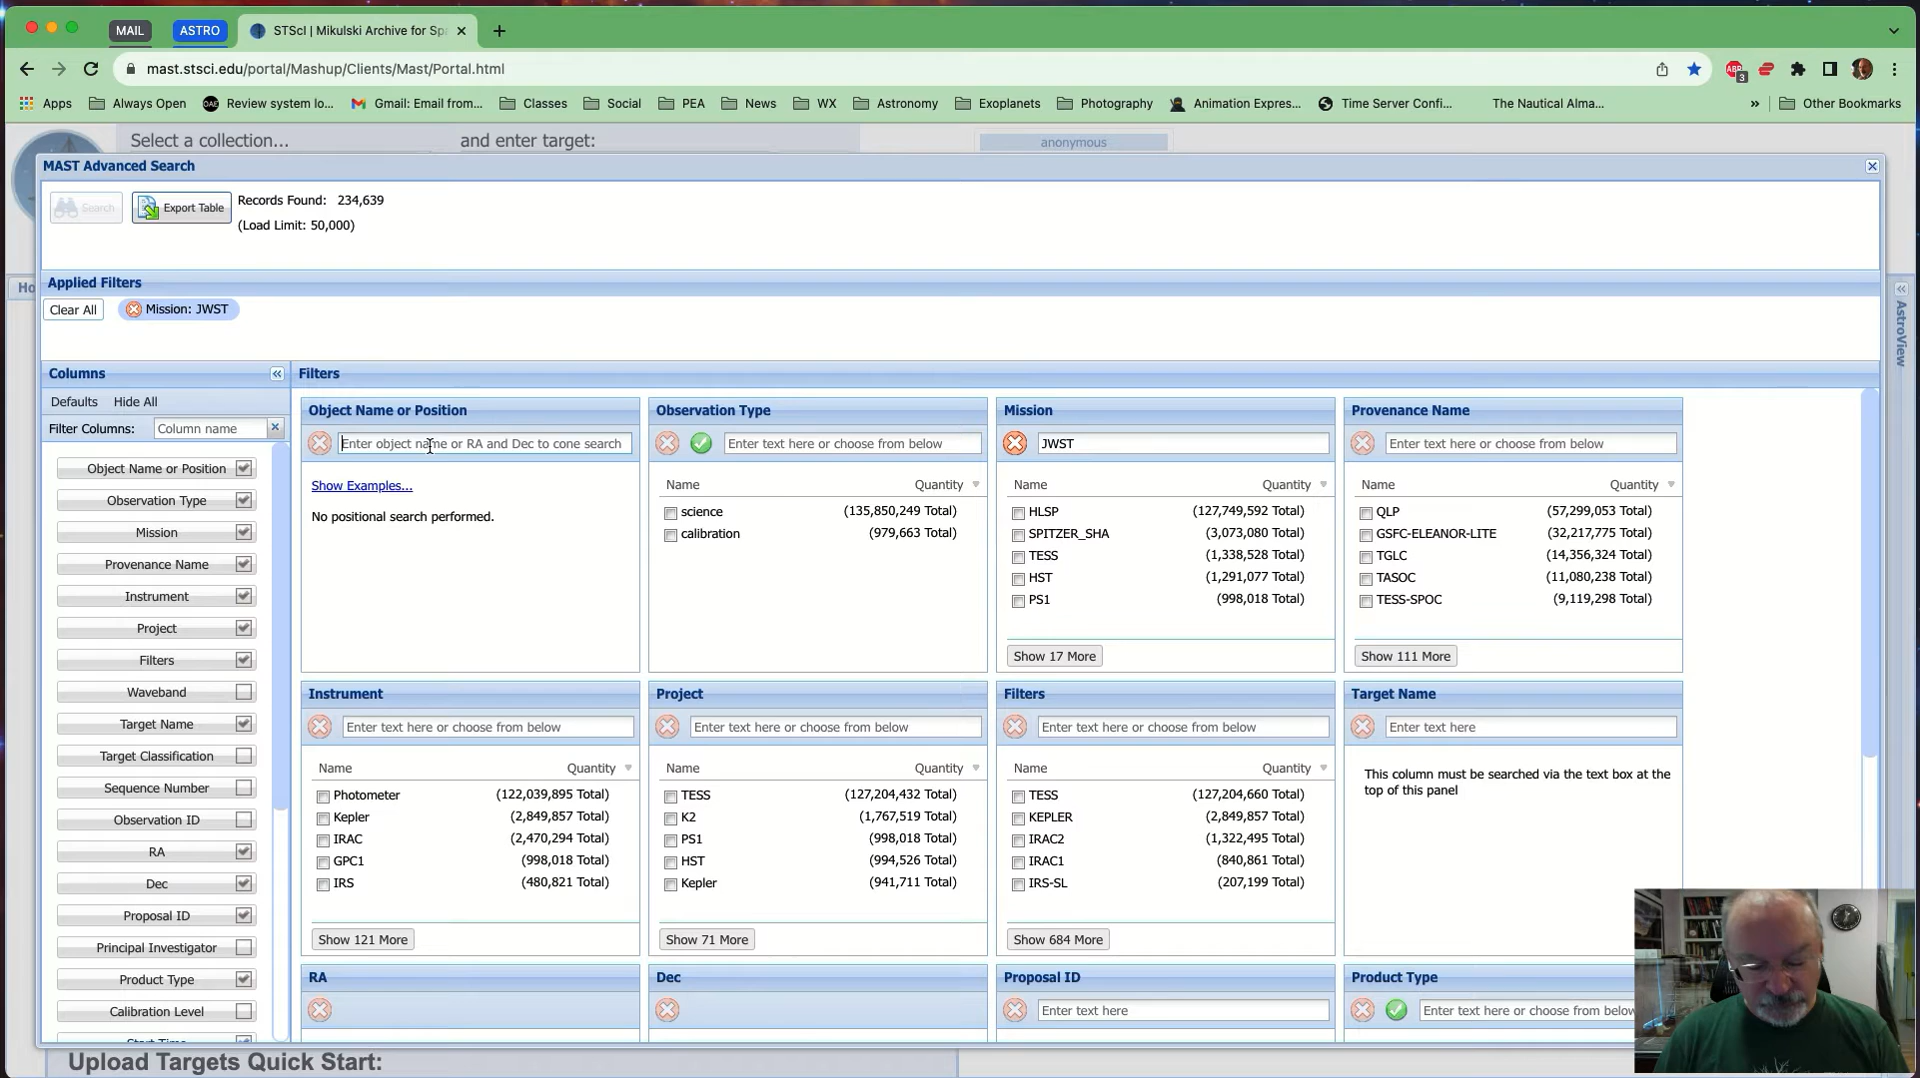 MAIL
ASTRO
STScI | Mikulski Archive for Sp
mast.stsci.edu/portal/Mashup/Clients/Mast/Portal.html
ABP
3
Apps
Always Open
OAE
Review system lo...
Gmail: Email from...
Classes
Social
PEA
News
WX
Astronomy
Exoplanets
Photography
Animation Expres...
Time Server Confi...
The Nautical Alma...
»
Other Bookmarks
Select a collection...
and enter target:
anonymous
MAST Advanced Search
Search
Export Table
Records Found: 234,639
(Load Limit: 50,000)
Applied Filters
Clear All
Mission: JWST
Ho
AstroView
Columns
Defaults
Hide All
Filter Columns:
Column name
Object Name or Position
Observation Type
Mission
Provenance Name
Instrument
Project
Filters
Waveband
Target Name
Target Classification
Sequence Number
Observation ID
RA
Dec
Proposal ID
Principal Investigator
Product Type
Calibration Level
Start Time
Filters
Object Name or Position
Enter object name or RA and Dec to cone search
Show Examples...
No positional search performed.
Observation Type
Enter text here or choose from below
Name Quantity
science (135,850,249 Total)
calibration (979,663 Total)
Mission
JWST
Name Quantity
HLSP (127,749,592 Total)
SPITZER_SHA (3,073,080 Total)
TESS (1,338,528 Total)
HST (1,291,077 Total)
PS1 (998,018 Total)
Show 17 More
Provenance Name
Enter text here or choose from below
Name Quantity
QLP (57,299,053 Total)
GSFC-ELEANOR-LITE (32,217,775 Total)
TGLC (14,356,324 Total)
TASOC (11,080,238 Total)
TESS-SPOC (9,119,298 Total)
Show 111 More
Instrument
Enter text here or choose from below
Name Quantity
Photometer (122,039,895 Total)
Kepler (2,849,857 Total)
IRAC (2,470,294 Total)
GPC1 (998,018 Total)
IRS (480,821 Total)
Show 121 More
Project
Enter text here or choose from below
Name Quantity
TESS (127,204,432 Total)
K2 (1,767,519 Total)
PS1 (998,018 Total)
HST (994,526 Total)
Kepler (941,711 Total)
Show 71 More
Filters
Enter text here or choose from below
Name Quantity
TESS (127,204,660 Total)
KEPLER (2,849,857 Total)
IRAC2 (1,322,495 Total)
IRAC1 (840,861 Total)
IRS-SL (207,199 Total)
Show 684 More
Target Name
Enter text here
This column must be searched via the text box at the
top of this panel
RA
Dec
Proposal ID
Enter text here
Product Type
Enter text here or choose from below
Upload Targets Quick Start: